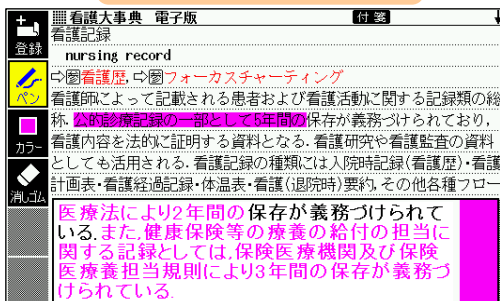 看護大事典 電子版 付箋
登録
看護記録
nursing record
⇨図看護歴, ⇨図フォーカスチャーティング
ペン
看護師によって記載される患者および看護活動に関する記録類の総
称. 公的診療記録の一部として5年間の保存が義務づけられており,
カラー
看護内容を法的に証明する資料となる. 看護研究や看護監査の資料
としても活用される. 看護記録の種類には入院時記録(看護歴)・看護
消しゴム
計画表・看護経過記録・体温表・看護(退院時)要約, その他各種フロー
医療法により2年間の保存が義務づけられて
いる. また, 健康保険等の療養の給付の担当に
関する記録としては, 保険医療機関及び保険
医療養担当規則により3年間の保存が義務づ
けられている.